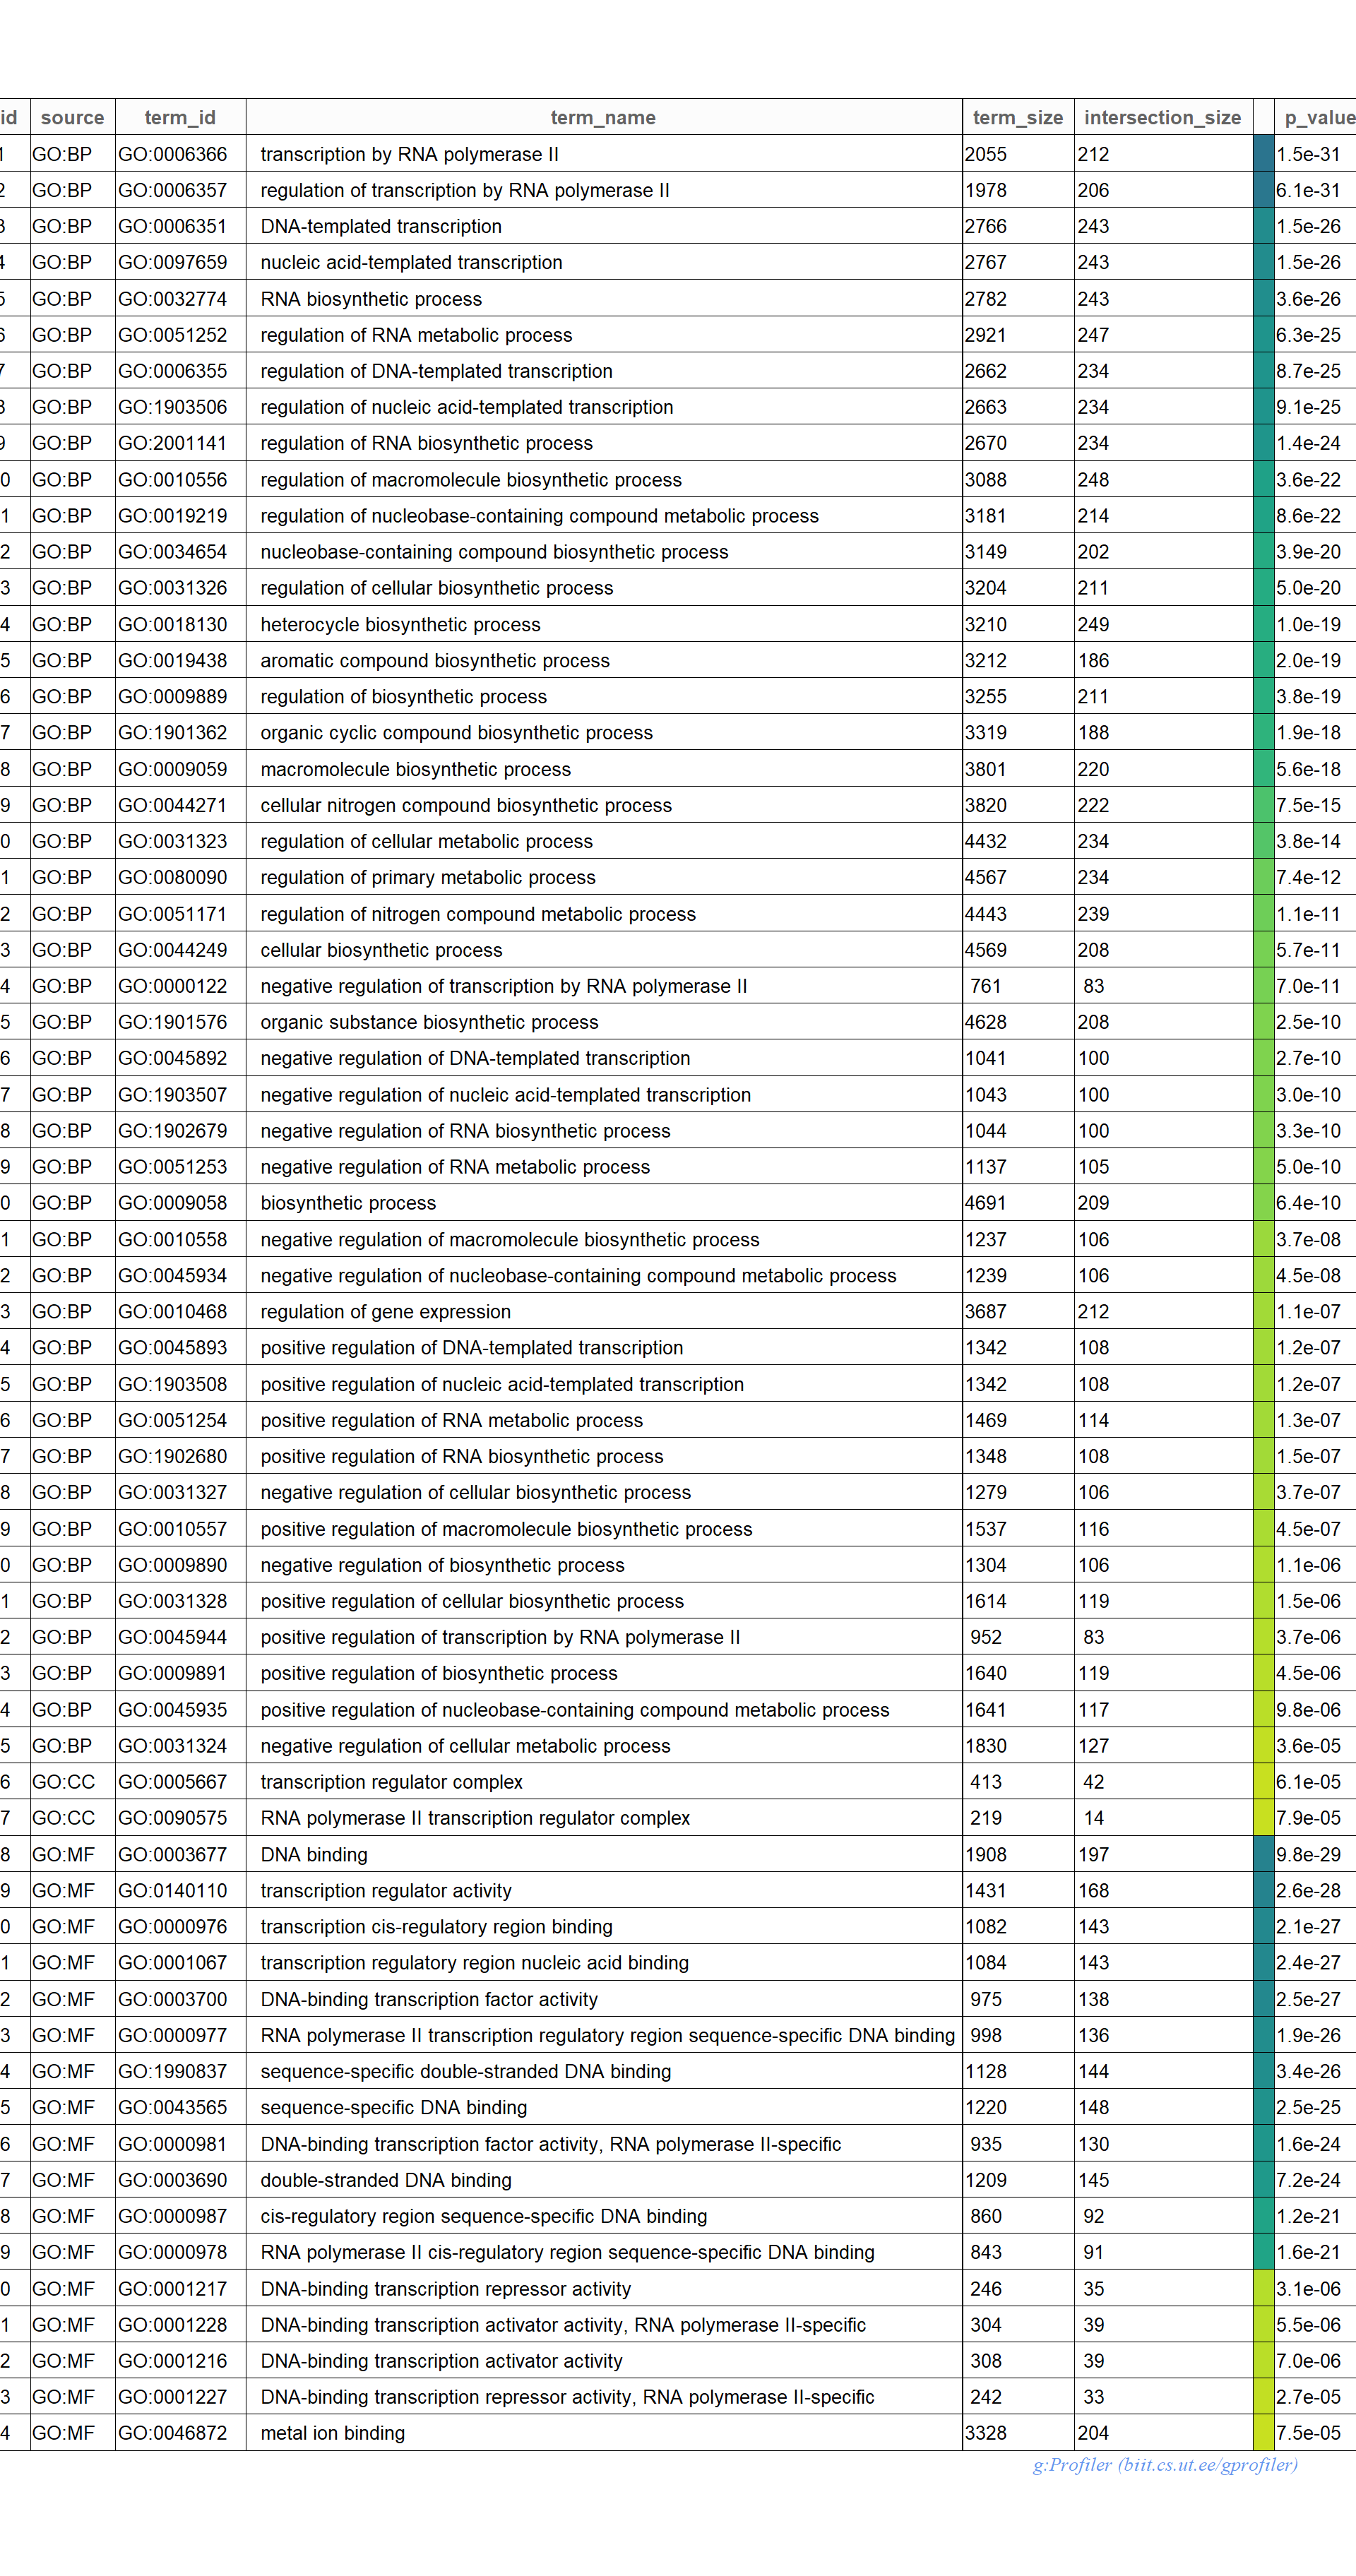 id source term_id term_name term_size intersection_size p_value
1 GO:BP GO:0006366 transcription by RNA polymerase II 2055 212 1.5e-31
2 GO:BP GO:0006357 regulation of transcription by RNA polymerase II 1978 206 6.1e-31
3 GO:BP GO:0006351 DNA-templated transcription 2766 243 1.5e-26
4 GO:BP GO:0097659 nucleic acid-templated transcription 2767 243 1.5e-26
5 GO:BP GO:0032774 RNA biosynthetic process 2782 243 3.6e-26
6 GO:BP GO:0051252 regulation of RNA metabolic process 2921 247 6.3e-25
7 GO:BP GO:0006355 regulation of DNA-templated transcription 2662 234 8.7e-25
8 GO:BP GO:1903506 regulation of nucleic acid-templated transcription 2663 234 9.1e-25
9 GO:BP GO:2001141 regulation of RNA biosynthetic process 2670 234 1.4e-24
0 GO:BP GO:0010556 regulation of macromolecule biosynthetic process 3088 248 3.6e-22
1 GO:BP GO:0019219 regulation of nucleobase-containing compound metabolic process 3181 214 8.6e-22
2 GO:BP GO:0034654 nucleobase-containing compound biosynthetic process 3149 202 3.9e-20
3 GO:BP GO:0031326 regulation of cellular biosynthetic process 3204 211 5.0e-20
4 GO:BP GO:0018130 heterocycle biosynthetic process 3210 249 1.0e-19
5 GO:BP GO:0019438 aromatic compound biosynthetic process 3212 186 2.0e-19
6 GO:BP GO:0009889 regulation of biosynthetic process 3255 211 3.8e-19
7 GO:BP GO:1901362 organic cyclic compound biosynthetic process 3319 188 1.9e-18
8 GO:BP GO:0009059 macromolecule biosynthetic process 3801 220 5.6e-18
9 GO:BP GO:0044271 cellular nitrogen compound biosynthetic process 3820 222 7.5e-15
0 GO:BP GO:0031323 regulation of cellular metabolic process 4432 234 3.8e-14
1 GO:BP GO:0080090 regulation of primary metabolic process 4567 234 7.4e-12
2 GO:BP GO:0051171 regulation of nitrogen compound metabolic process 4443 239 1.1e-11
3 GO:BP GO:0044249 cellular biosynthetic process 4569 208 5.7e-11
4 GO:BP GO:0000122 negative regulation of transcription by RNA polymerase II 761 83 7.0e-11
5 GO:BP GO:1901576 organic substance biosynthetic process 4628 208 2.5e-10
6 GO:BP GO:0045892 negative regulation of DNA-templated transcription 1041 100 2.7e-10
7 GO:BP GO:1903507 negative regulation of nucleic acid-templated transcription 1043 100 3.0e-10
8 GO:BP GO:1902679 negative regulation of RNA biosynthetic process 1044 100 3.3e-10
9 GO:BP GO:0051253 negative regulation of RNA metabolic process 1137 105 5.0e-10
0 GO:BP GO:0009058 biosynthetic process 4691 209 6.4e-10
1 GO:BP GO:0010558 negative regulation of macromolecule biosynthetic process 1237 106 3.7e-08
2 GO:BP GO:0045934 negative regulation of nucleobase-containing compound metabolic process 1239 106 4.5e-08
3 GO:BP GO:0010468 regulation of gene expression 3687 212 1.1e-07
4 GO:BP GO:0045893 positive regulation of DNA-templated transcription 1342 108 1.2e-07
5 GO:BP GO:1903508 positive regulation of nucleic acid-templated transcription 1342 108 1.2e-07
6 GO:BP GO:0051254 positive regulation of RNA metabolic process 1469 114 1.3e-07
7 GO:BP GO:1902680 positive regulation of RNA biosynthetic process 1348 108 1.5e-07
8 GO:BP GO:0031327 negative regulation of cellular biosynthetic process 1279 106 3.7e-07
9 GO:BP GO:0010557 positive regulation of macromolecule biosynthetic process 1537 116 4.5e-07
0 GO:BP GO:0009890 negative regulation of biosynthetic process 1304 106 1.1e-06
1 GO:BP GO:0031328 positive regulation of cellular biosynthetic process 1614 119 1.5e-06
2 GO:BP GO:0045944 positive regulation of transcription by RNA polymerase II 952 83 3.7e-06
3 GO:BP GO:0009891 positive regulation of biosynthetic process 1640 119 4.5e-06
4 GO:BP GO:0045935 positive regulation of nucleobase-containing compound metabolic process 1641 117 9.8e-06
5 GO:BP GO:0031324 negative regulation of cellular metabolic process 1830 127 3.6e-05
6 GO:CC GO:0005667 transcription regulator complex 413 42 6.1e-05
7 GO:CC GO:0090575 RNA polymerase II transcription regulator complex 219 14 7.9e-05
8 GO:MF GO:0003677 DNA binding 1908 197 9.8e-29
9 GO:MF GO:0140110 transcription regulator activity 1431 168 2.6e-28
0 GO:MF GO:0000976 transcription cis-regulatory region binding 1082 143 2.1e-27
1 GO:MF GO:0001067 transcription regulatory region nucleic acid binding 1084 143 2.4e-27
2 GO:MF GO:0003700 DNA-binding transcription factor activity 975 138 2.5e-27
3 GO:MF GO:0000977 RNA polymerase II transcription regulatory region sequence-specific DNA binding 998 136 1.9e-26
4 GO:MF GO:1990837 sequence-specific double-stranded DNA binding 1128 144 3.4e-26
5 GO:MF GO:0043565 sequence-specific DNA binding 1220 148 2.5e-25
6 GO:MF GO:0000981 DNA-binding transcription factor activity, RNA polymerase II-specific 935 130 1.6e-24
7 GO:MF GO:0003690 double-stranded DNA binding 1209 145 7.2e-24
8 GO:MF GO:0000987 cis-regulatory region sequence-specific DNA binding 860 92 1.2e-21
9 GO:MF GO:0000978 RNA polymerase II cis-regulatory region sequence-specific DNA binding 843 91 1.6e-21
0 GO:MF GO:0001217 DNA-binding transcription repressor activity 246 35 3.1e-06
1 GO:MF GO:0001228 DNA-binding transcription activator activity, RNA polymerase II-specific 304 39 5.5e-06
2 GO:MF GO:0001216 DNA-binding transcription activator activity 308 39 7.0e-06
3 GO:MF GO:0001227 DNA-binding transcription repressor activity, RNA polymerase II-specific 242 33 2.7e-05
4 GO:MF GO:0046872 metal ion binding 3328 204 7.5e-05
g:Profiler (biit.cs.ut.ee/gprofiler)